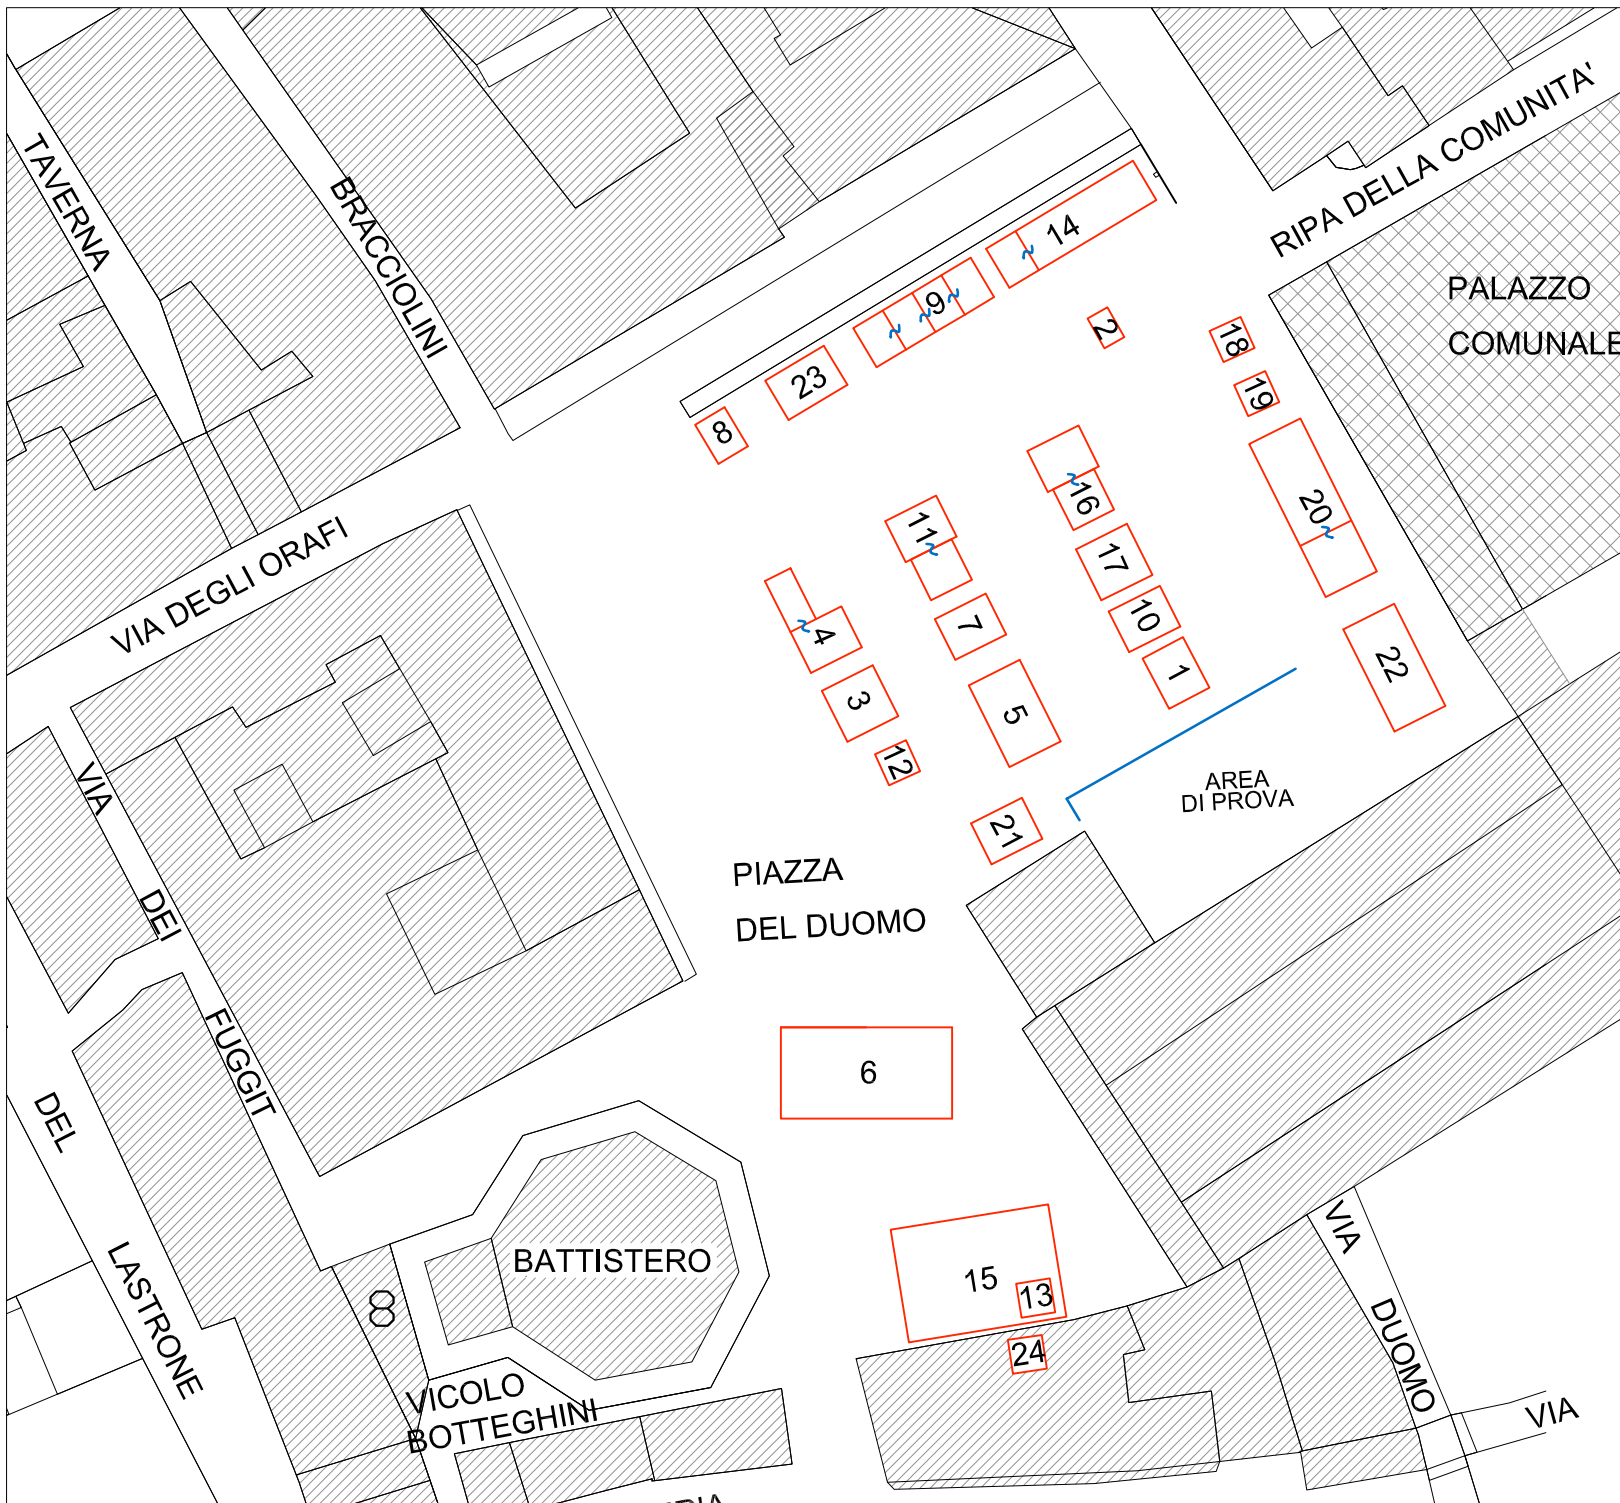 TAVERNA
BRACCIOLINI
RIPA DELLA COMUNITA'
PALAZZO
COMUNALE
14
9
2
18
23
19
8
16
20
11
17
10
7
4
1
22
3
5
12
21
AREA
DI PROVA
VIA DEGLI ORAFI
VIA
DEI
FUGGIT
PIAZZA
DEL DUOMO
6
DEL
LASTRONE
BATTISTERO
8
15
13
24
VICOLO
BOTTEGHINI
VIA
DUOMO
VIA